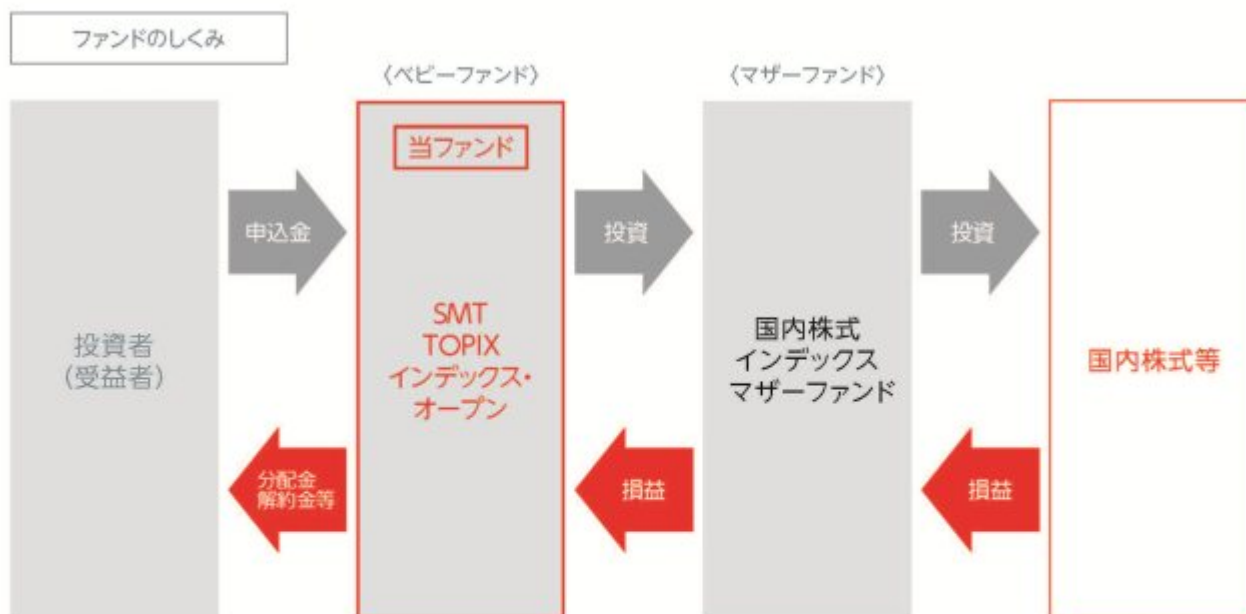 ファンドのしくみ
〈ベビーファンド〉
〈マザーファンド〉
当ファンド
申込金
投資
投資
投資者
(受益者)
SMT
TOPIX
インデックス・
オープン
国内株式
インデックス
マザーファンド
国内株式等
分配金
解約金等
損益
損益